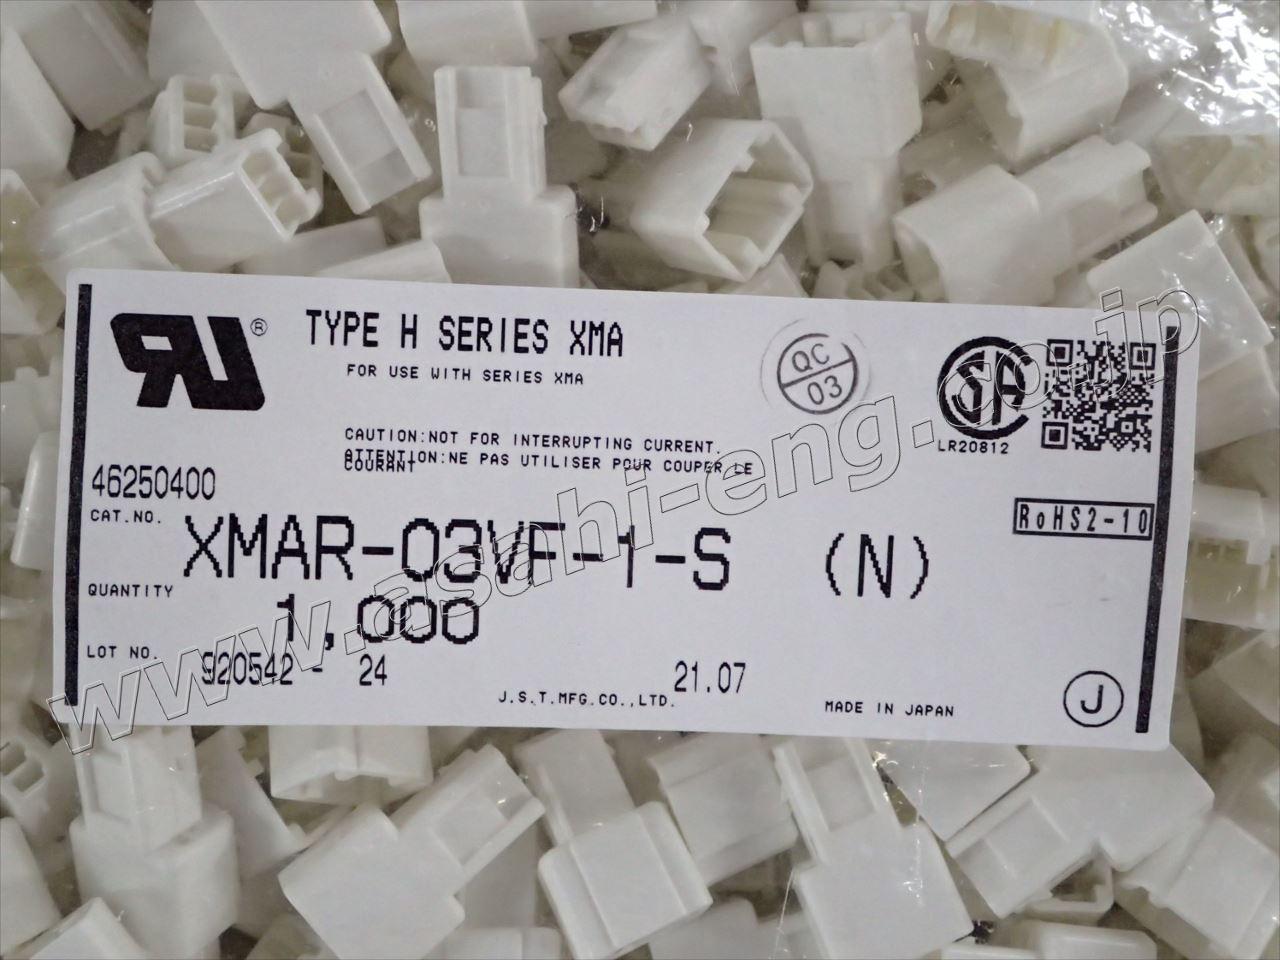 TYPE H SERIES XMA
FOR USE WITH SERIES XMA
QC
03
LR20812
CAUTION:NOT FOR INTERRUPTING CURRENT.
ATTENTION:NE PAS UTILISER POUR COUPER LE
COURANT
46250400
CAT.NO. XMAR-03VF-1-S (N)
RoHS2-10
QUANTITY 1,000
LOT NO. 920542 - 24
21.07
J.S.T.MFG.CO.,LTD.
MADE IN JAPAN
J
www.asahi-eng.co.jp